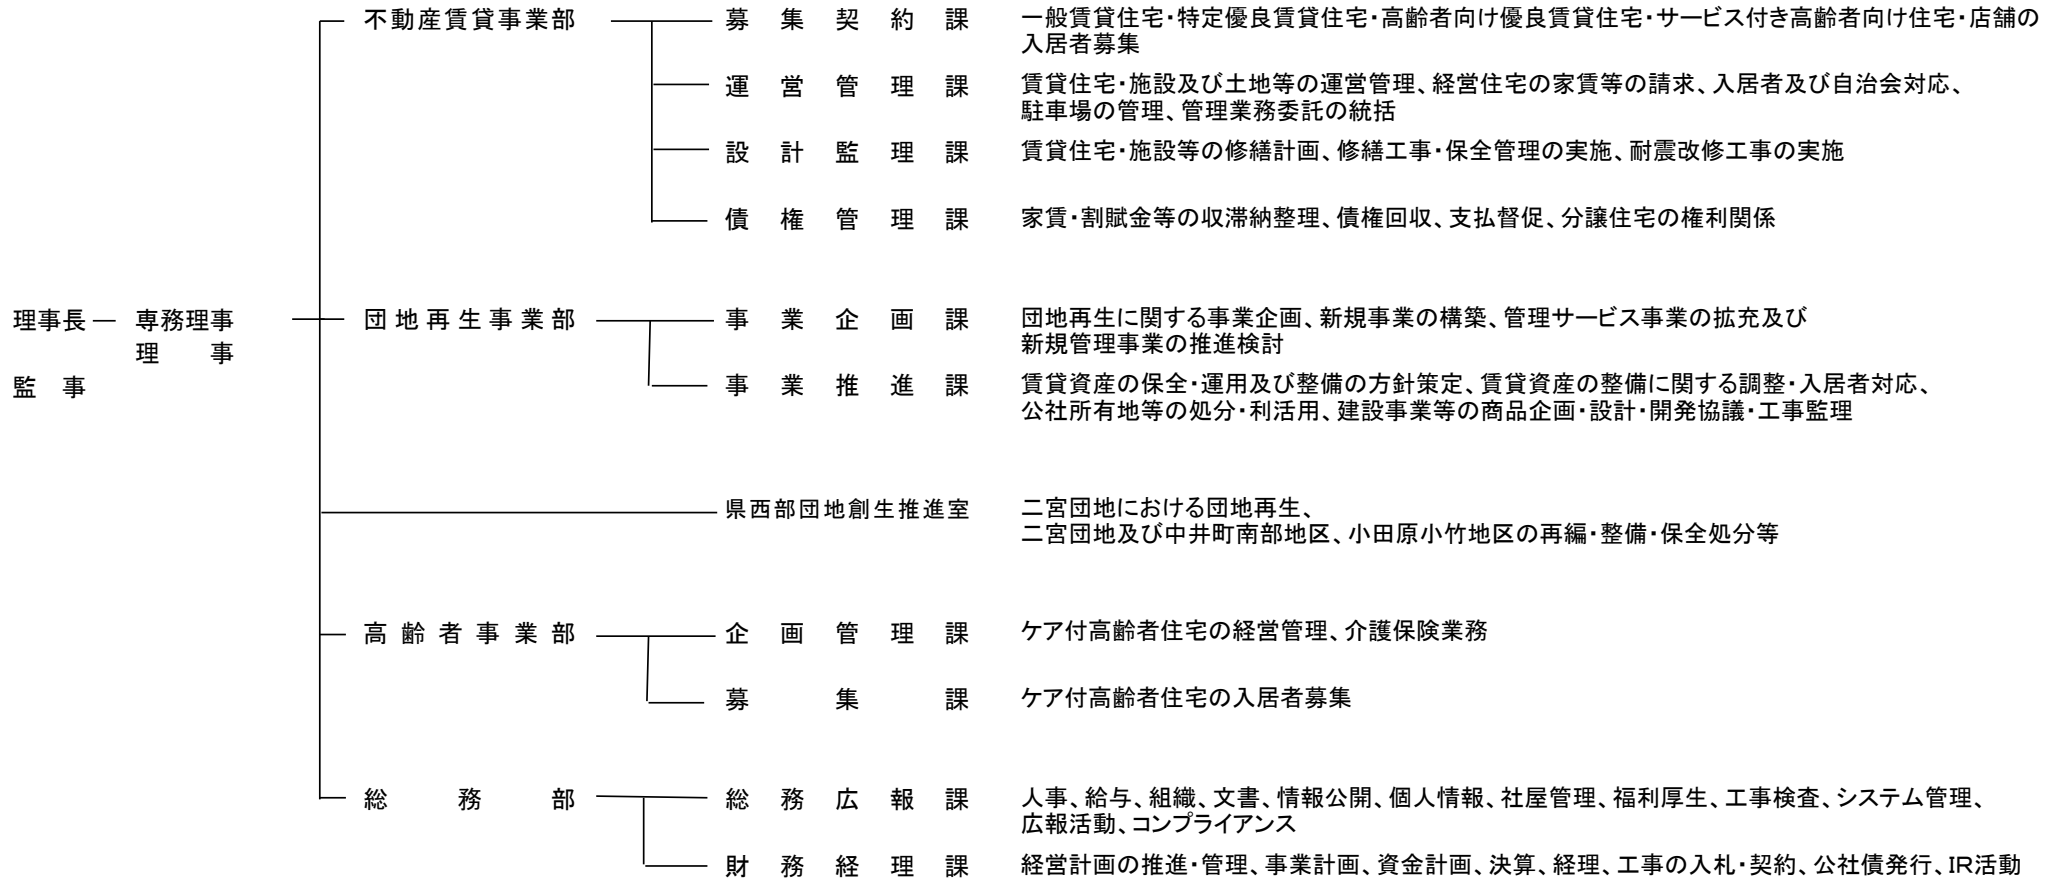 不動産賃貸事業部 募集契約課 一般賃貸住宅・特定優良賃貸住宅・高齢者向け優良賃貸住宅・サービス付き高齢者向け住宅・店舗の
入居者募集
運営管理課 賃貸住宅・施設及び土地等の運営管理、経営住宅の家賃等の請求、入居者及び自治会対応、
駐車場の管理、管理業務委託の統括
設計監理課 賃貸住宅・施設等の修繕計画、修繕工事・保全管理の実施、耐震改修工事の実施
債権管理課 家賃・割賦金等の収滞納整理、債権回収、支払督促、分譲住宅の権利関係
理事長 専務理事 団地再生事業部 事業企画課 団地再生に関する事業企画、新規事業の構築、管理サービス事業の拡充及び
理事 新規管理事業の推進検討
監事 事業推進課 賃貸資産の保全・運用及び整備の方針策定、賃貸資産の整備に関する調整・入居者対応、
公社所有地等の処分・利活用、建設事業等の商品企画・設計・開発協議・工事監理
県西部団地創生推進室 二宮団地における団地再生、
二宮団地及び中井町南部地区、小田原小竹地区の再編・整備・保全処分等
高齢者事業部 企画管理課 ケア付高齢者住宅の経営管理、介護保険業務
募集課 ケア付高齢者住宅の入居者募集
総務部 総務広報課 人事、給与、組織、文書、情報公開、個人情報、社屋管理、福利厚生、工事検査、システム管理、
広報活動、コンプライアンス
財務経理課 経営計画の推進・管理、事業計画、資金計画、決算、経理、工事の入札・契約、公社債発行、IR活動